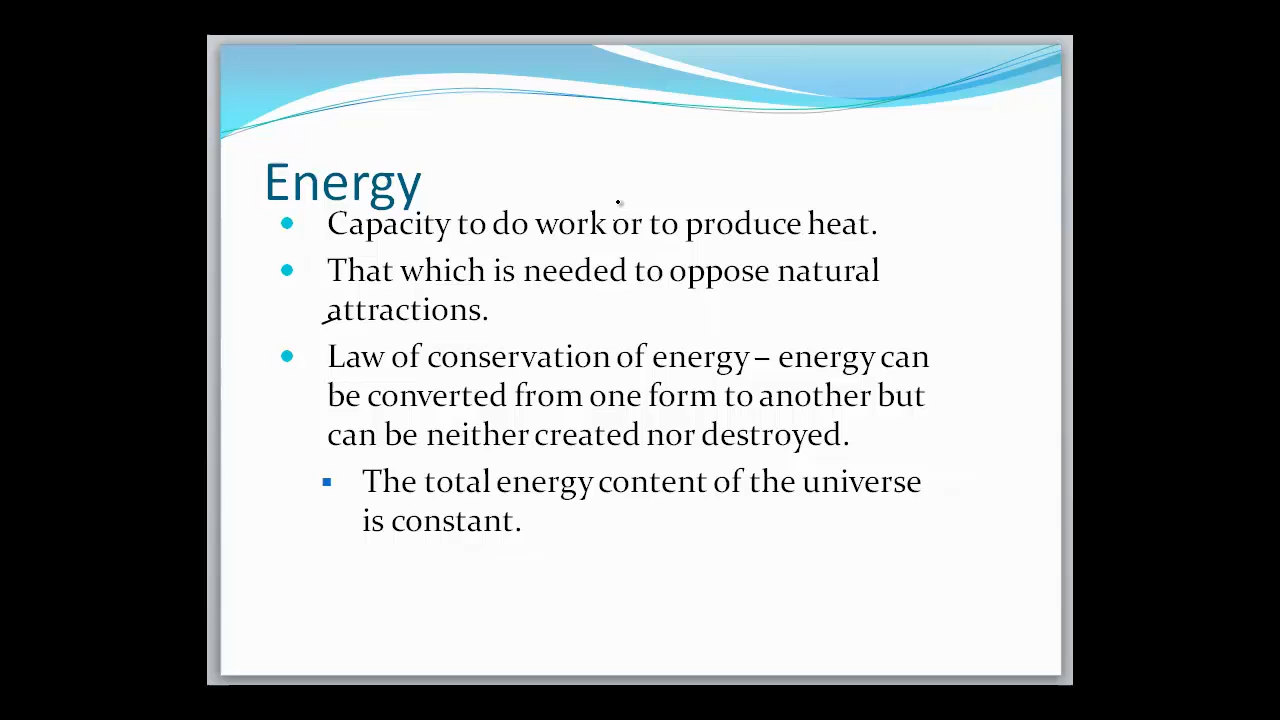 Energy
Capacity to do work or to produce heat.
That which is needed to oppose natural
attractions.
Law of conservation of energy – energy can
be converted from one form to another but
can be neither created nor destroyed.
The total energy content of the universe
is constant.